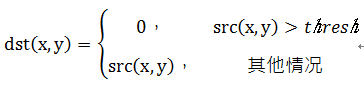 dst(x,y) = { 0, src(x,y) > thresh
src(x,y), 其他情况